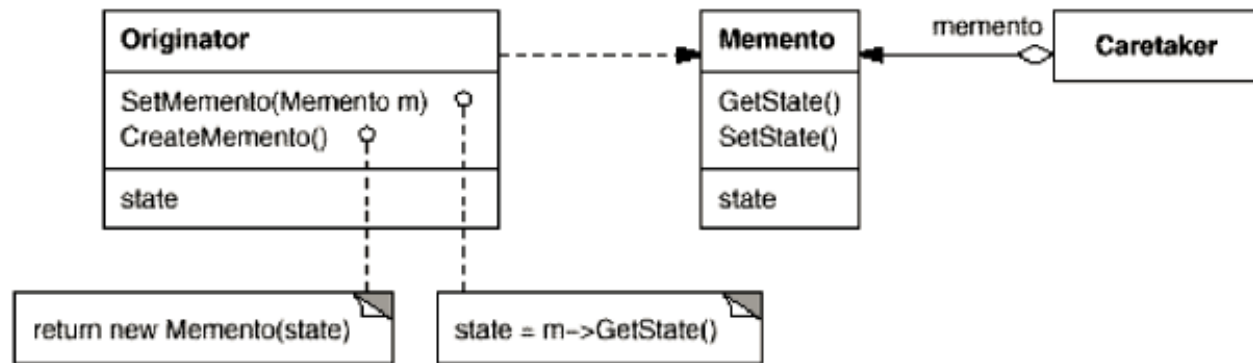 Originator
SetMemento(Memento m)
CreateMemento()
state
Memento
GetState()
SetState()
state
memento
Caretaker
return new Memento(state)
state = m->GetState()